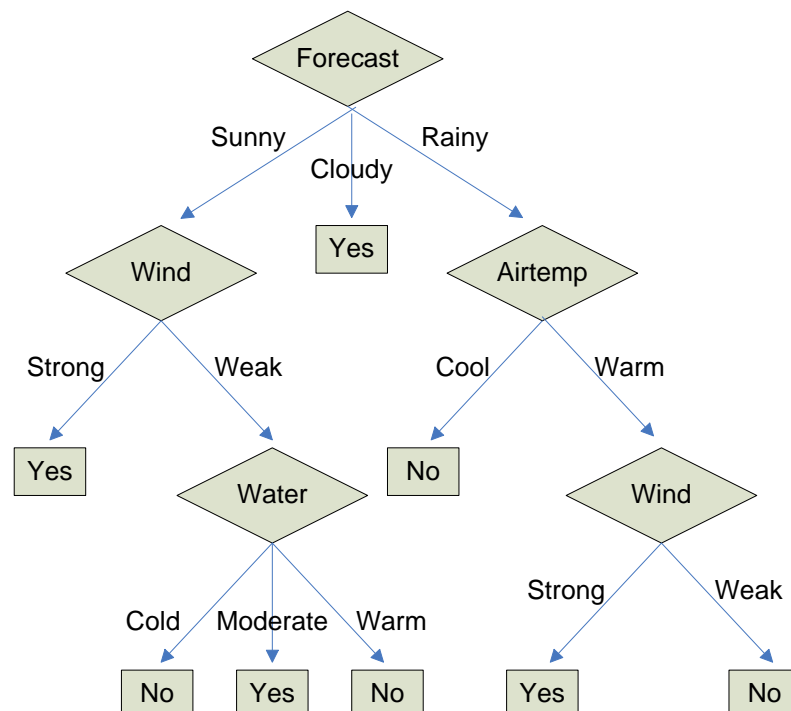 Forecast
Sunny
Rainy
Cloudy
Wind
Yes
Airtemp
Strong
Weak
Cool
Warm
Yes
Water
No
Wind
Cold
Moderate
Warm
Strong
Weak
No
Yes
No
Yes
No